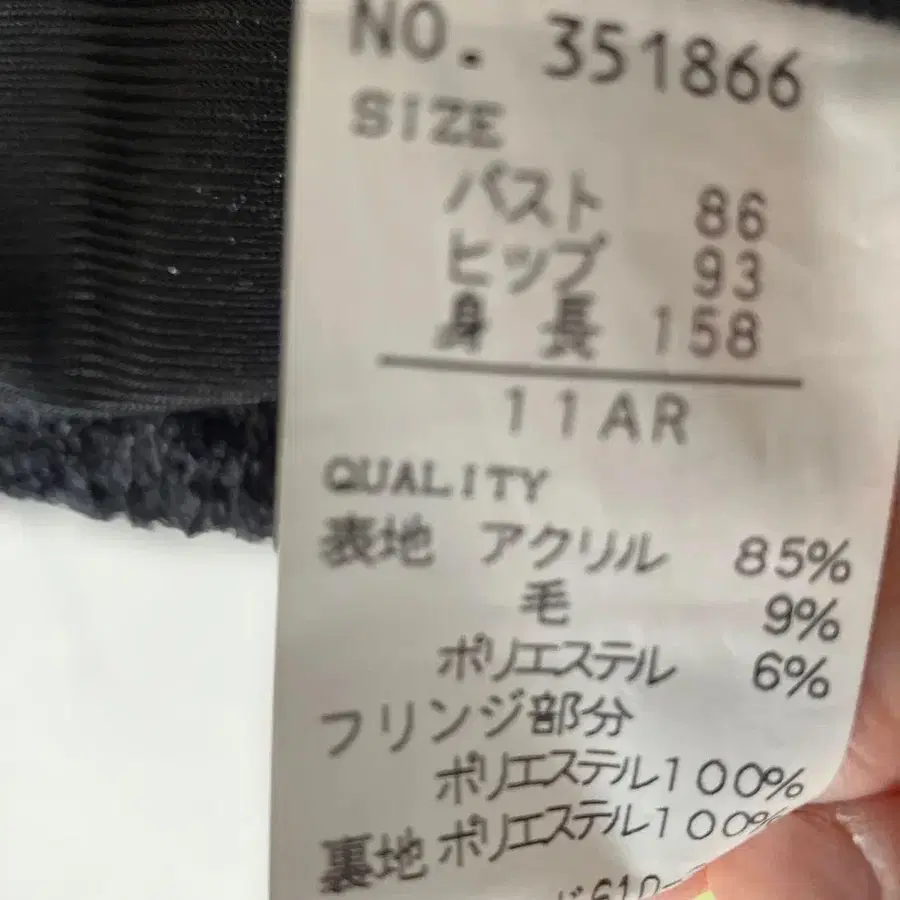 NO. 351866
SIZE
バスト 86
ヒップ 93
身長 158
11AR
QUALITY
表地 アクリル 85%
毛 9%
ポリエステル 6%
フリンジ部分
ポリエステル100%
裏地 ポリエステル100%